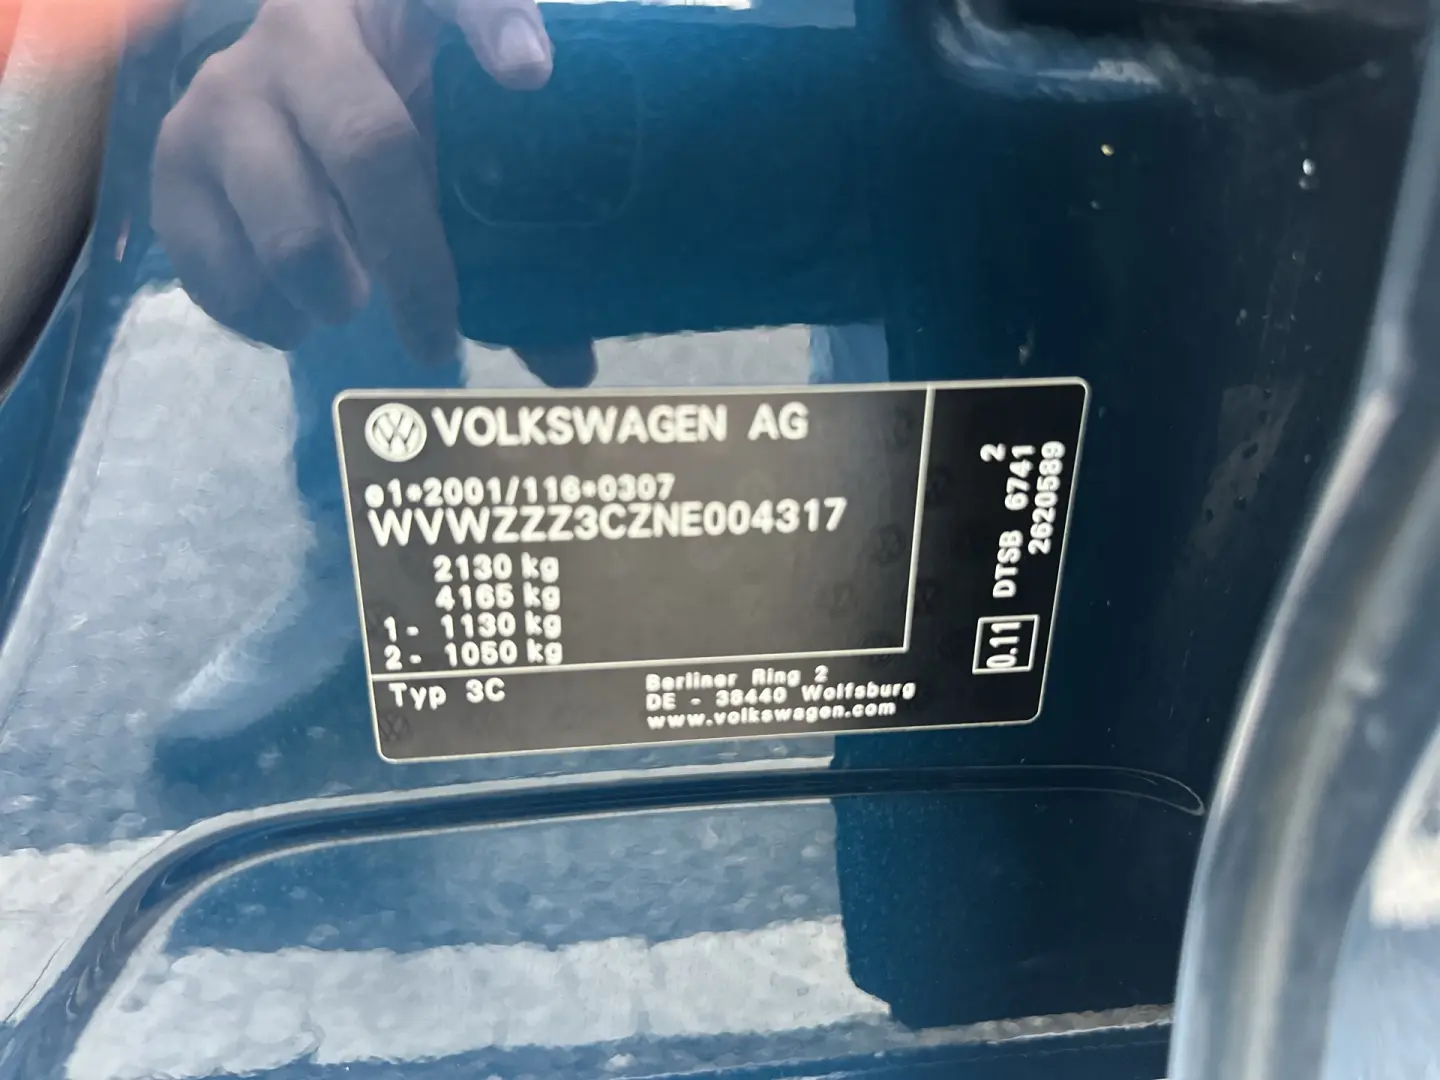 VOLKSWAGEN AG
e1*2001/116*0307
WVWZZZ3CZNE004317
2130 kg
4165 kg
1- 1130 kg
2- 1050 kg
Typ 3C
Berliner Ring 2
DE - 38440 Wolfsburg
www.volkswagen.com
2
DTSB 6741
2620589
0.11